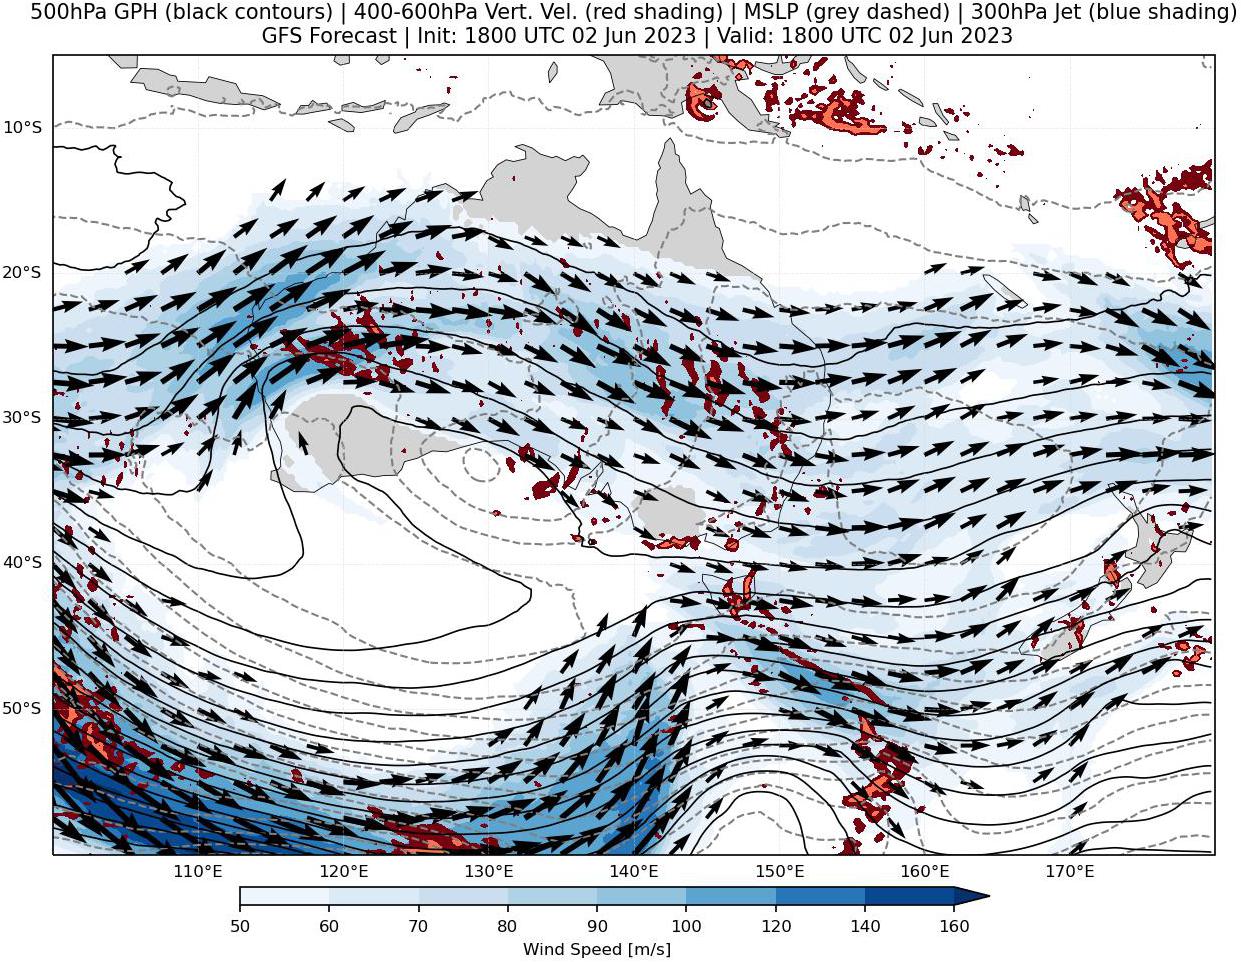 500hPa GPH (black contours) | 400-600hPa Vert. Vel. (red shading) | MSLP (grey dashed) | 300hPa Jet (blue shading)
GFS Forecast | Init: 1800 UTC 02 Jun 2023 | Valid: 1800 UTC 02 Jun 2023
10°S
20°S
30°S
40°S
50°S
110°E 120°E 130°E 140°E 150°E 160°E 170°E
50 60 70 80 90 100 120 140 160
Wind Speed [m/s]